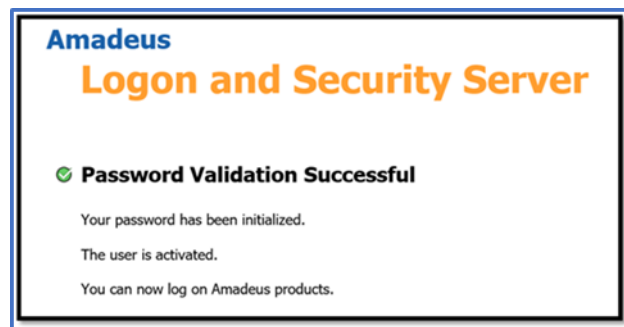 Amadeus
Logon and Security Server
Password Validation Successful
Your password has been initialized.
The user is activated.
You can now log on Amadeus products.